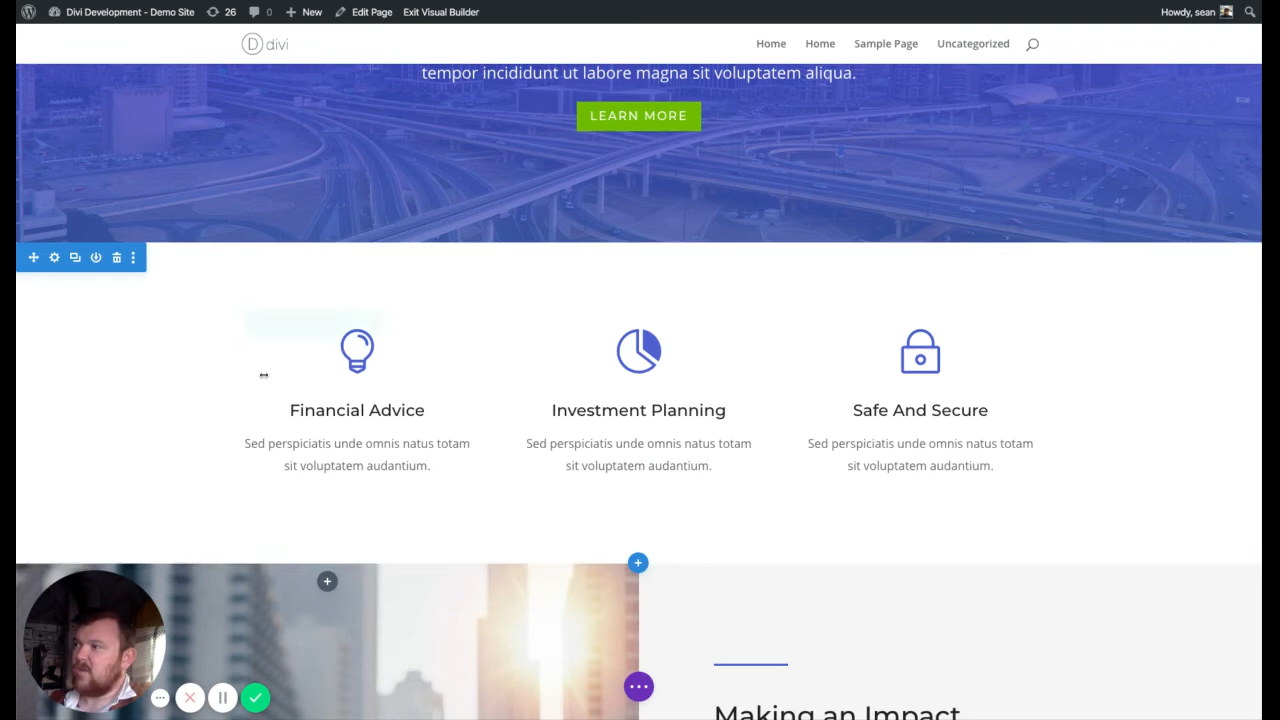 Divi Development - Demo Site 26 0 New Edit Page Exit Visual Builder Howdy, sean
D divi Home Home Sample Page Uncategorized
tempor incididunt ut labore magna sit voluptatem aliqua.
LEARN MORE
Financial Advice
Sed perspiciatis unde omnis natus totam
sit voluptatem audantium.
Investment Planning
Sed perspiciatis unde omnis natus totam
sit voluptatem audantium.
Safe And Secure
Sed perspiciatis unde omnis natus totam
sit voluptatem audantium.
Making an Impact